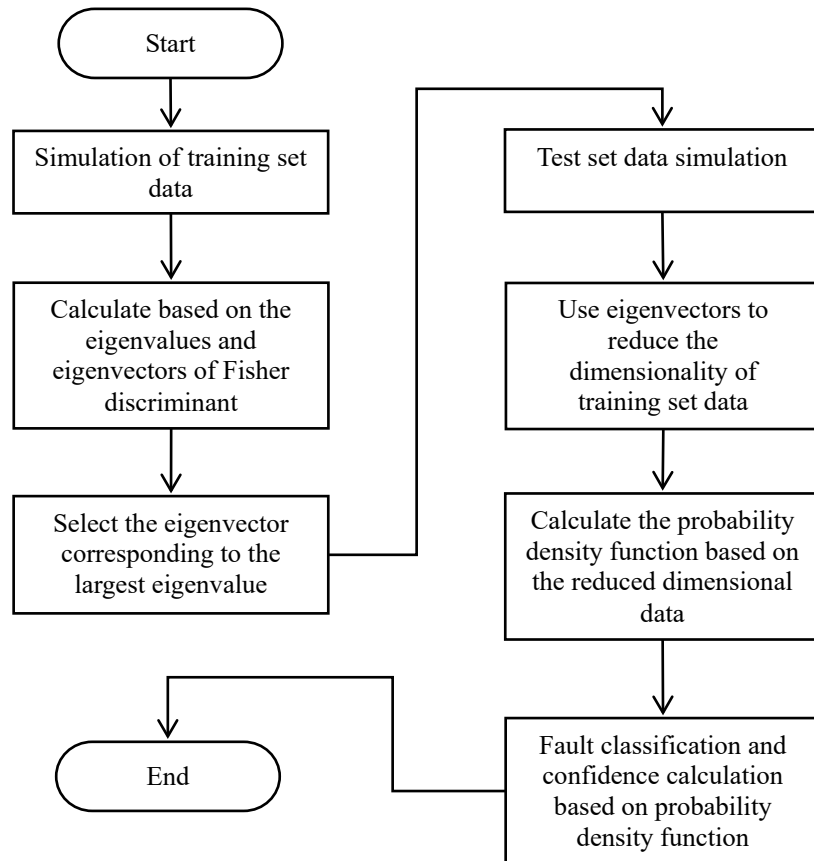 Start
Simulation of training set
data
Calculate based on the
eigenvalues and
eigenvectors of Fisher
discriminant
Select the eigenvector
corresponding to the
largest eigenvalue
Test set data simulation
Use eigenvectors to
reduce the
dimensionality of
training set data
Calculate the probability
density function based on
the reduced dimensional
data
Fault classification and
confidence calculation
based on probability
density function
End